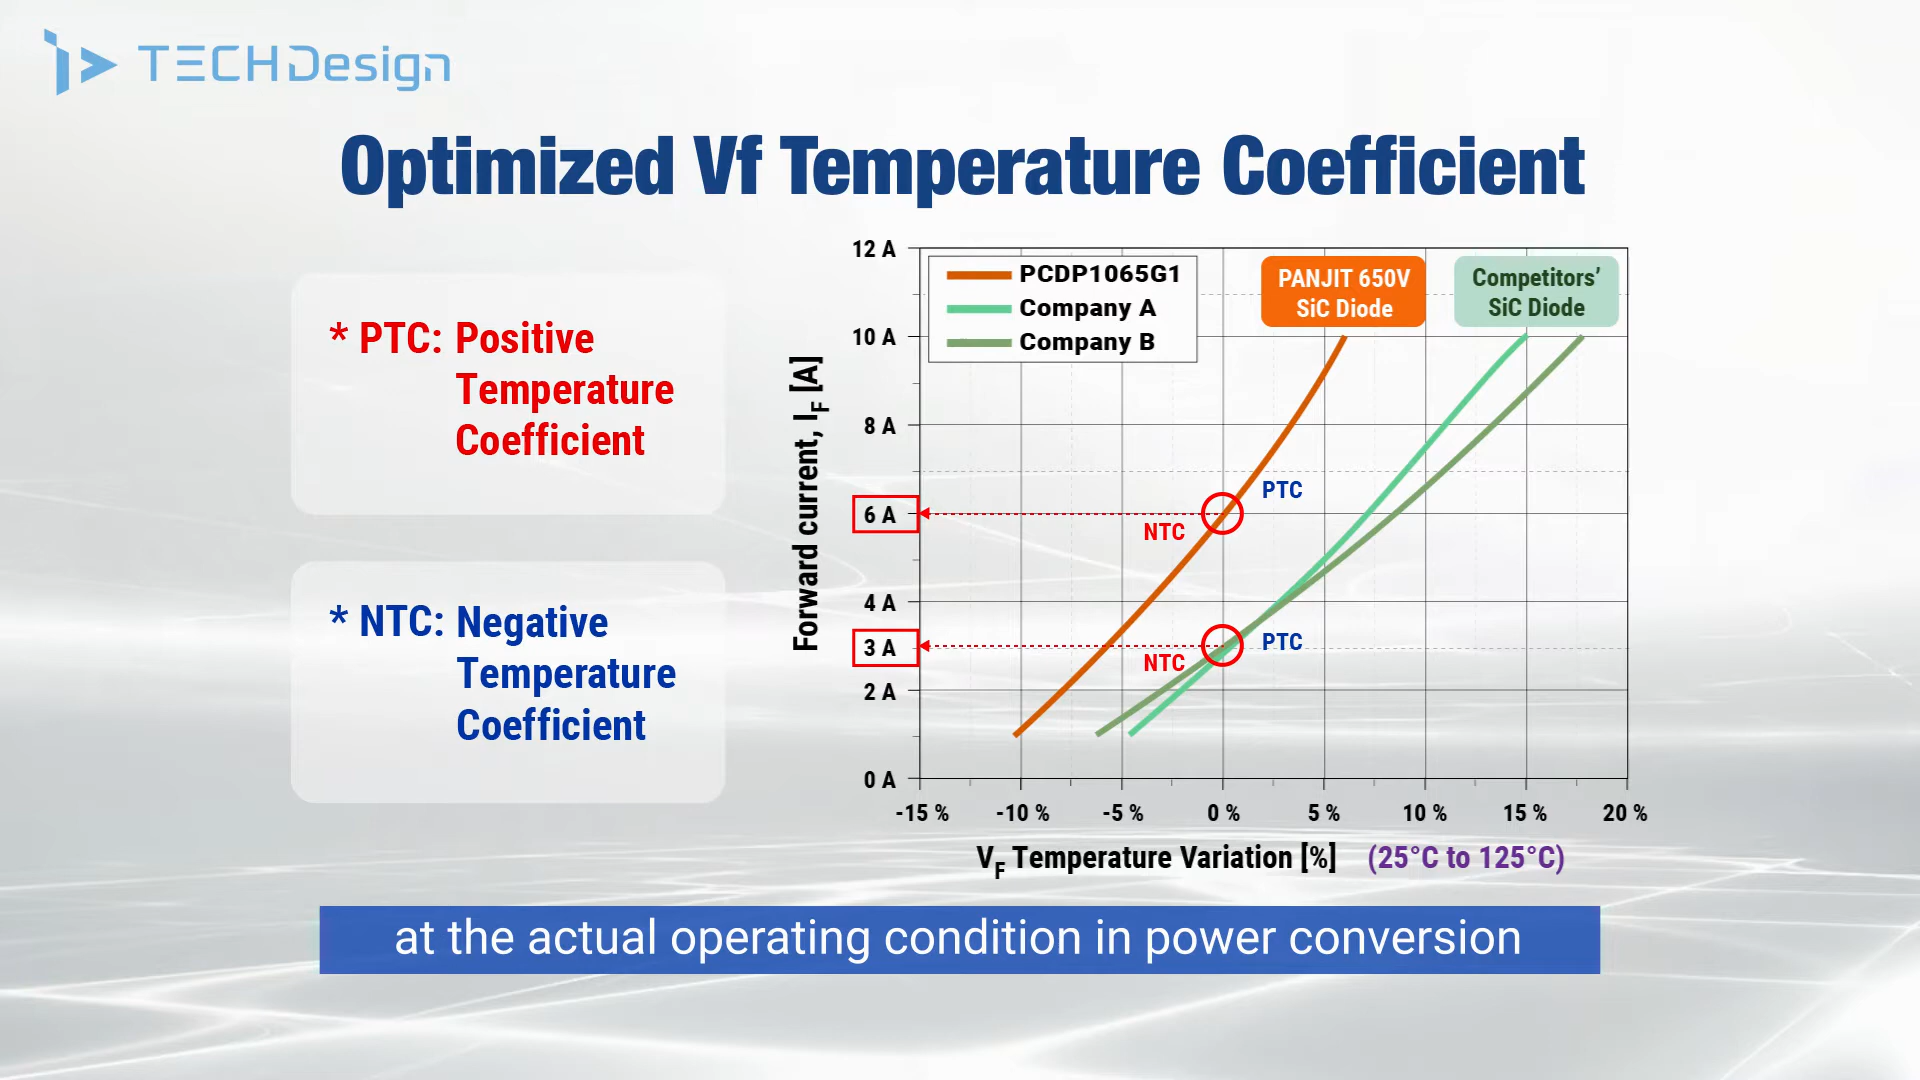 TECHDesign
Optimized Vf Temperature Coefficient
* PTC: Positive
Temperature
Coefficient
* NTC: Negative
Temperature
Coefficient
12 A
10 A
8 A
6 A
4 A
3 A
2 A
0 A
Forward current, IF [A]
PCDP1065G1
Company A
Company B
PANJIT 650V
SiC Diode
Competitors’
SiC Diode
PTC
NTC
PTC
NTC
-15 % -10 % -5 % 0 % 5 % 10 % 15 % 20 %
VF Temperature Variation [%] (25°C to 125°C)
at the actual operating condition in power conversion